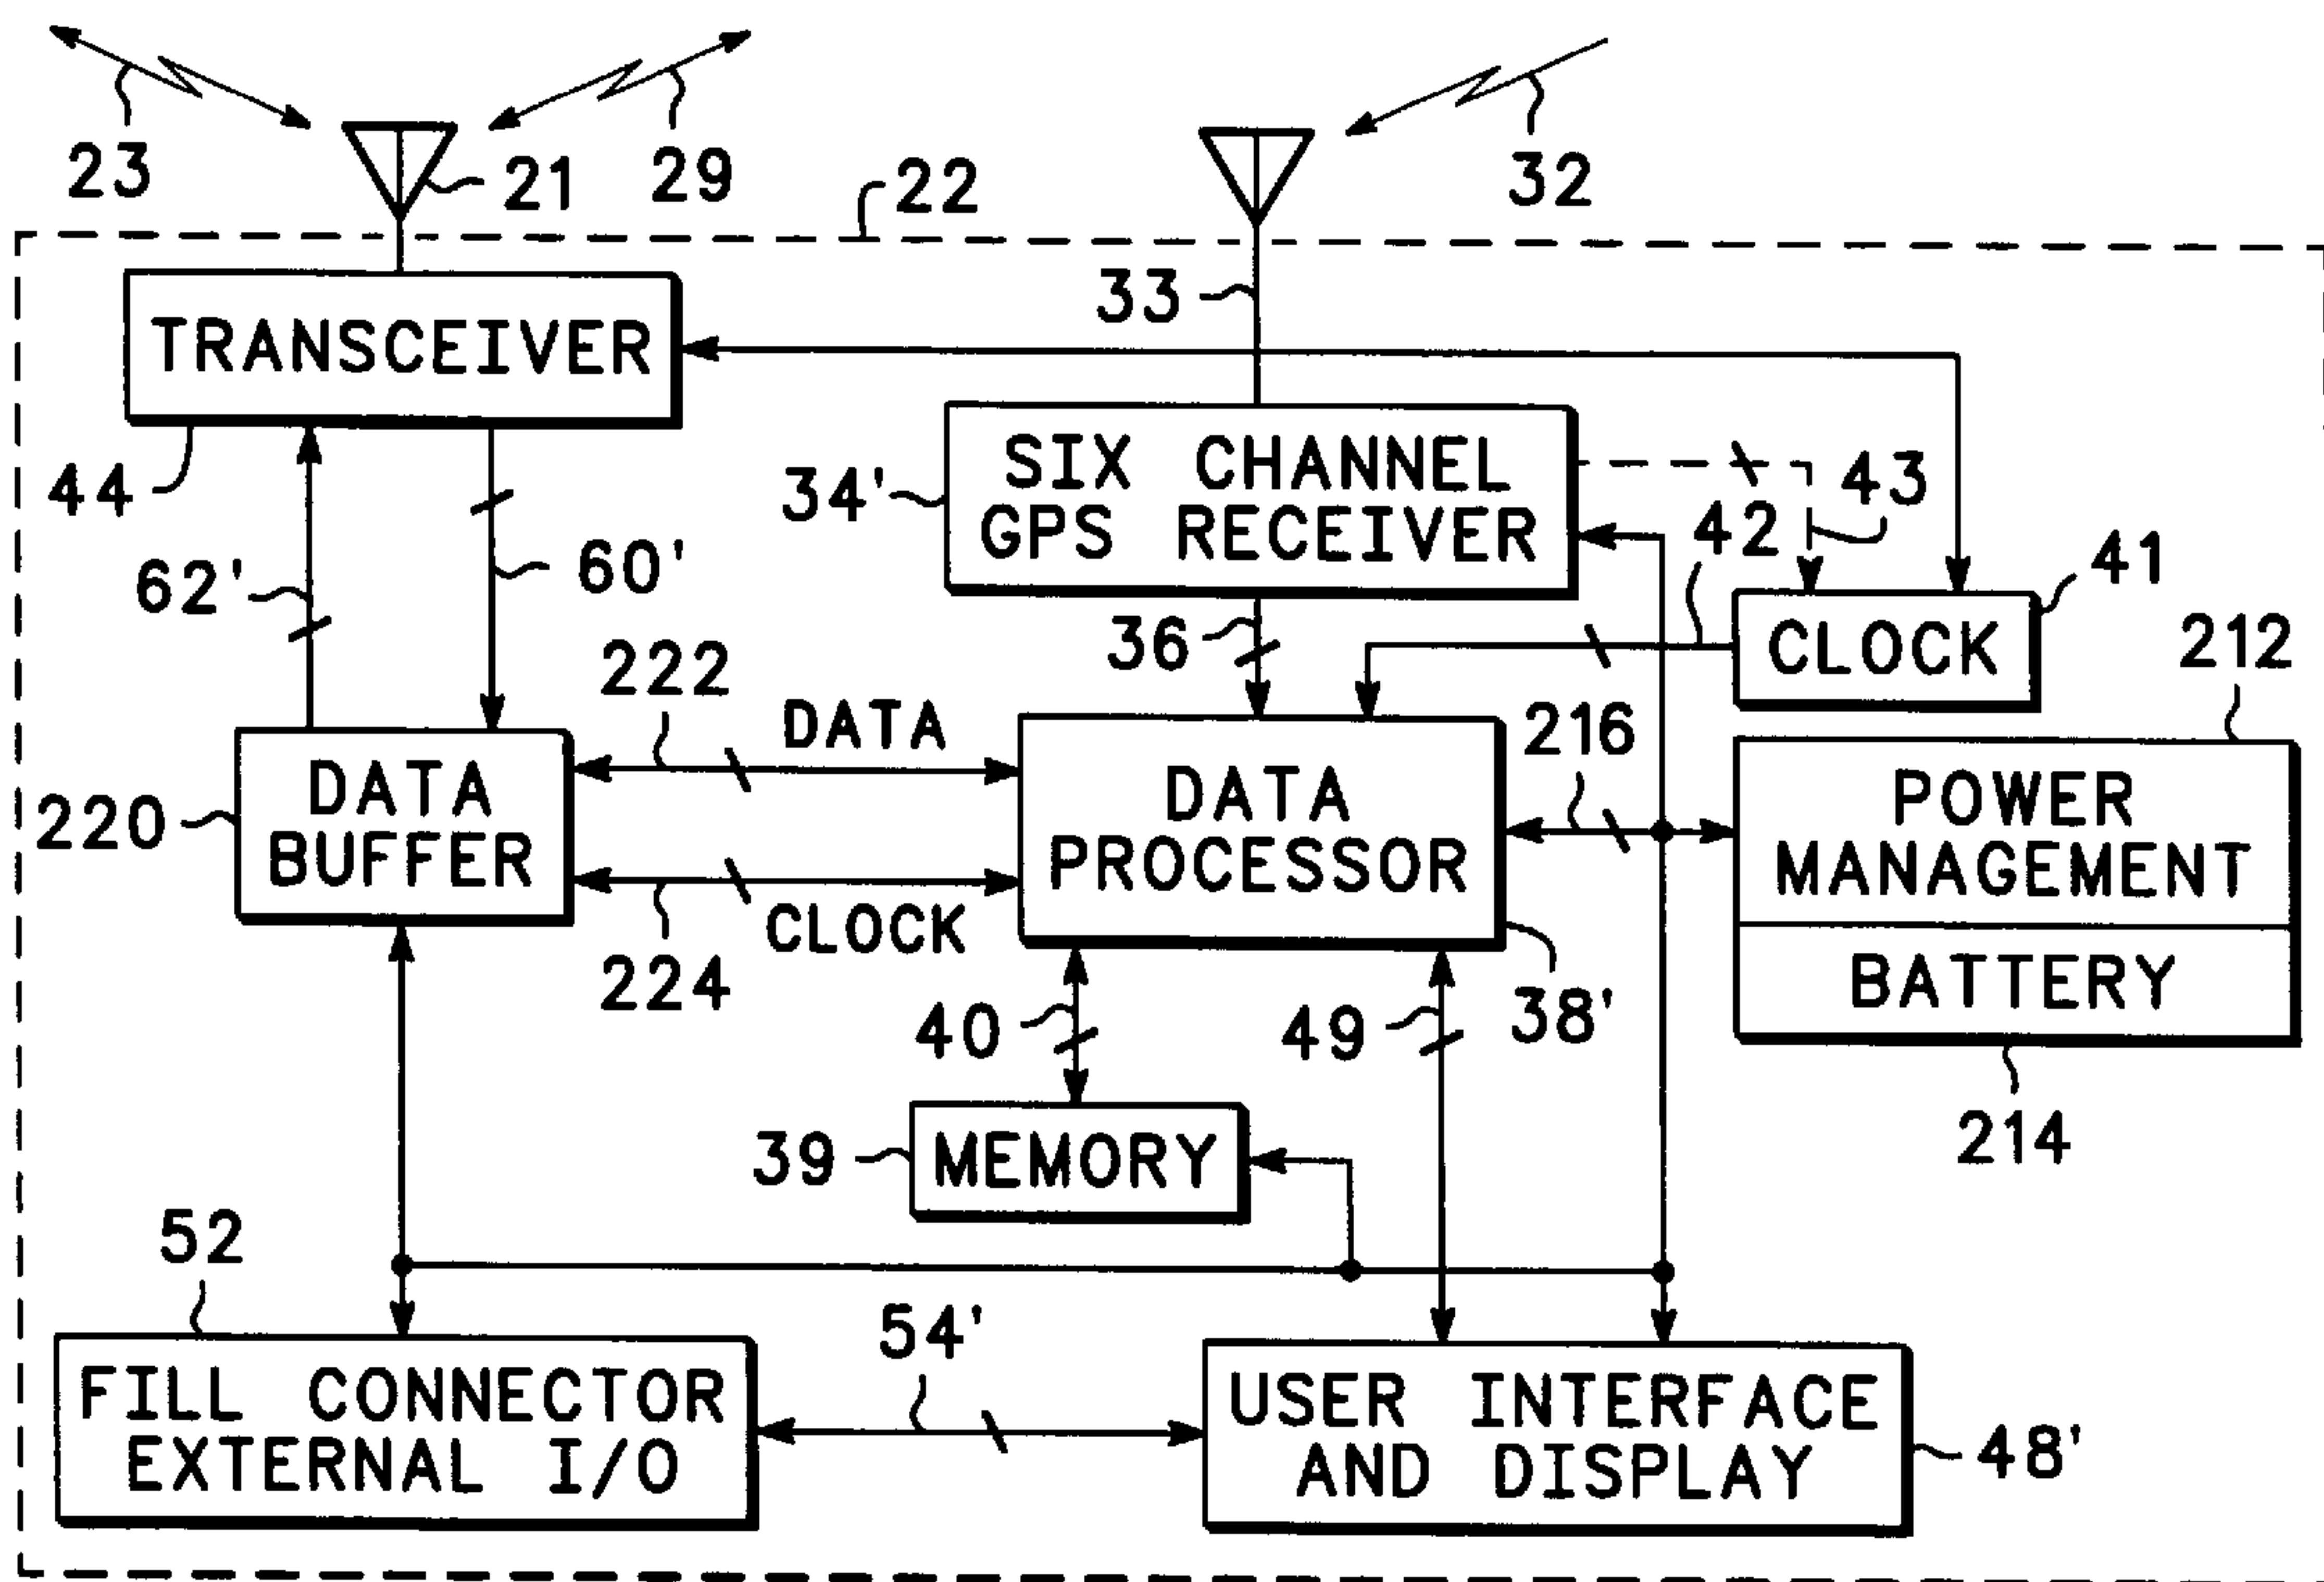 23
21
29
22
32
33
TRANSCEIVER
44
34'
SIX CHANNEL
GPS RECEIVER
43
42
41
62'
60'
36
CLOCK
212
222
DATA
216
220
DATA
BUFFER
DATA
PROCESSOR
POWER
MANAGEMENT
224
CLOCK
BATTERY
40
49
38'
214
39
MEMORY
52
54'
FILL CONNECTOR
EXTERNAL I/O
USER INTERFACE
AND DISPLAY
48'